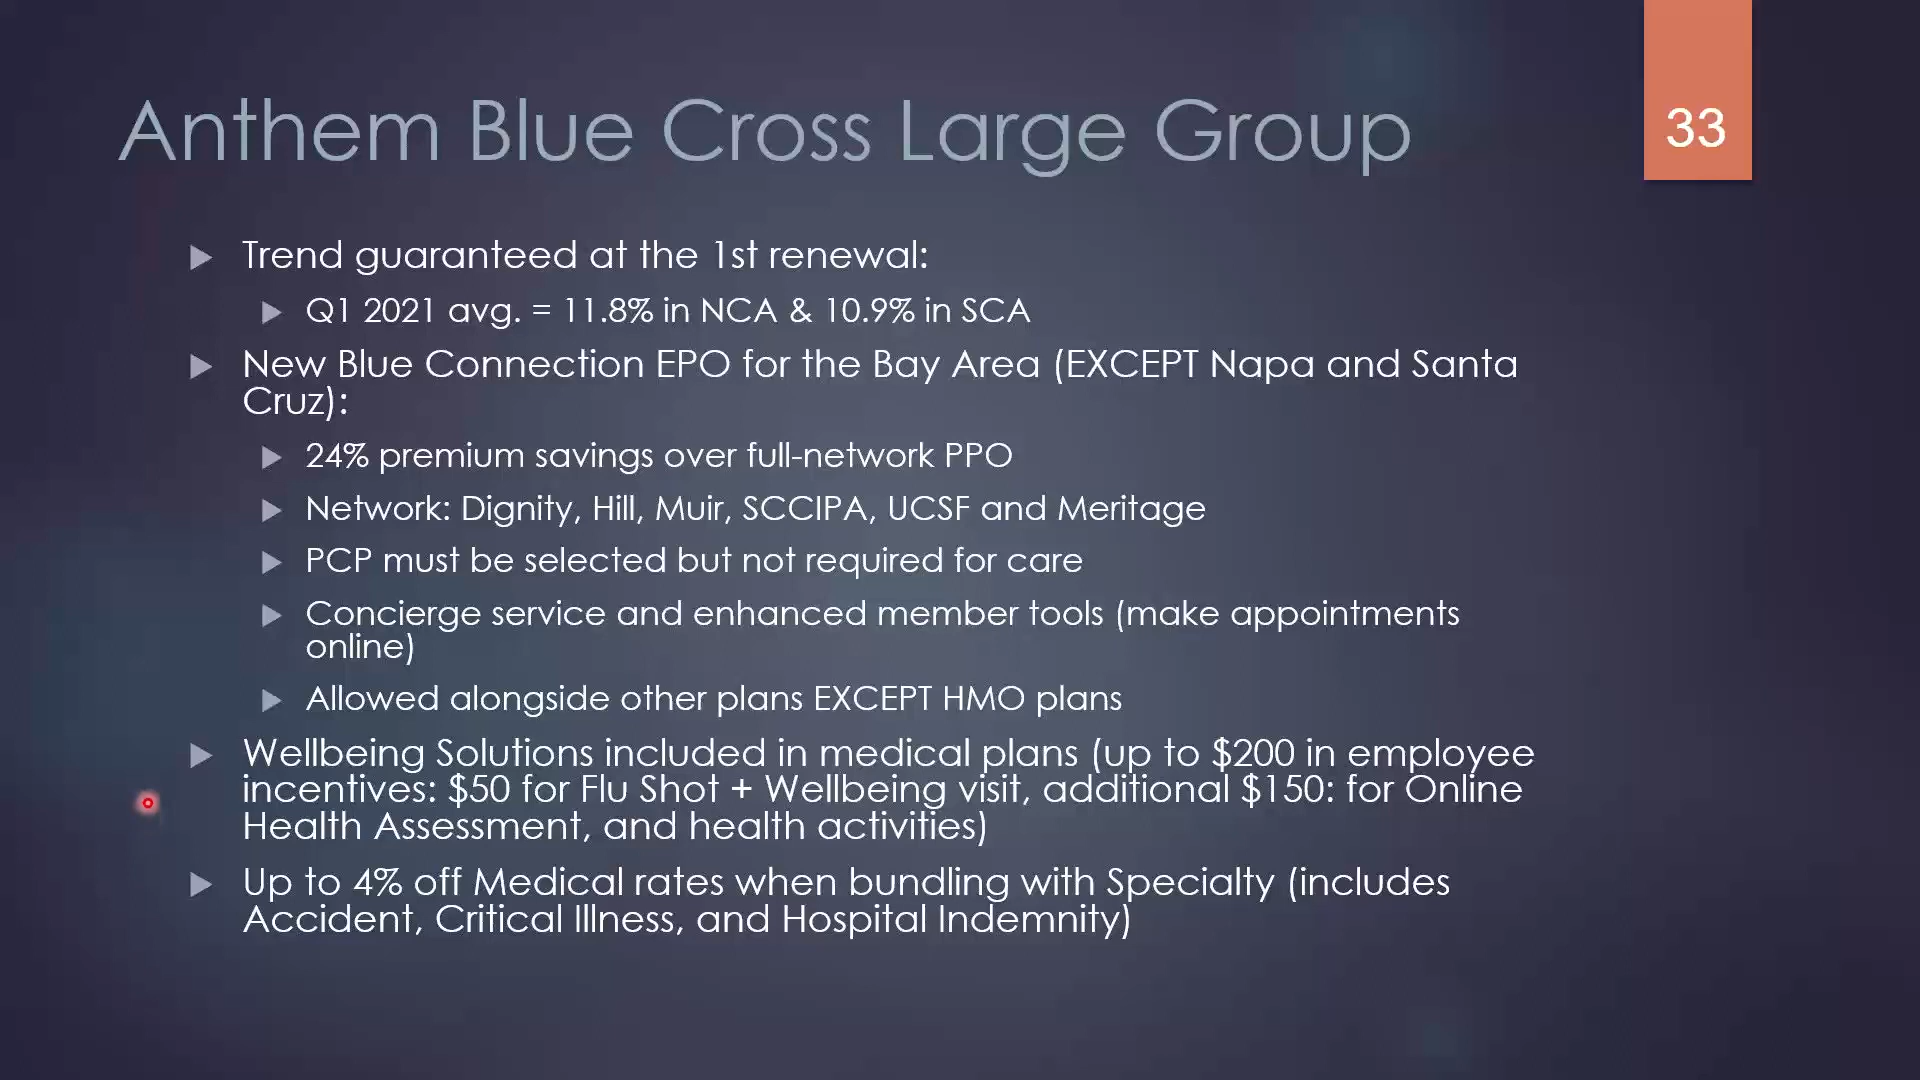 Anthem Blue Cross Large Group
33
Trend guaranteed at the 1st renewal:
Q1 2021 avg. = 11.8% in NCA & 10.9% in SCA
New Blue Connection EPO for the Bay Area (EXCEPT Napa and Santa
Cruz):
24% premium savings over full-network PPO
Network: Dignity, Hill, Muir, SCCIPA, UCSF and Meritage
PCP must be selected but not required for care
Concierge service and enhanced member tools (make appointments
online)
Allowed alongside other plans EXCEPT HMO plans
Wellbeing Solutions included in medical plans (up to $200 in employee
incentives: $50 for Flu Shot + Wellbeing visit, additional $150: for Online
Health Assessment, and health activities)
Up to 4% off Medical rates when bundling with Specialty (includes
Accident, Critical Illness, and Hospital Indemnity)